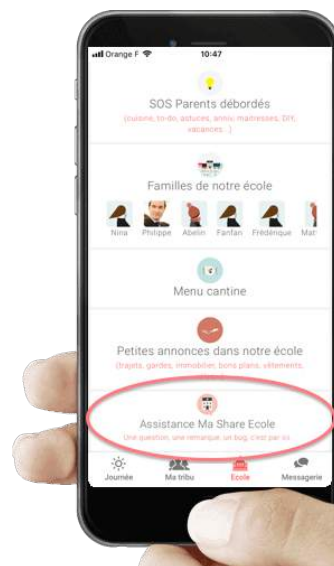 Orange F 10:47
SOS Parents débordés
(cuisine, to-do, astuces, anniv, maitresses, DIY,
vacances...)
Familles de notre école
Nina Philippe Abelin Fanfan Frédérique Mat
Menu cantine
Petites annonces dans notre école
(trajets, gardes, immobilier, bons plans, vêtements,
Assistance Ma Share Ecole
Une question, une remarque, un bug, c'est par ici.
Journée Ma tribu Ecole Messagerie